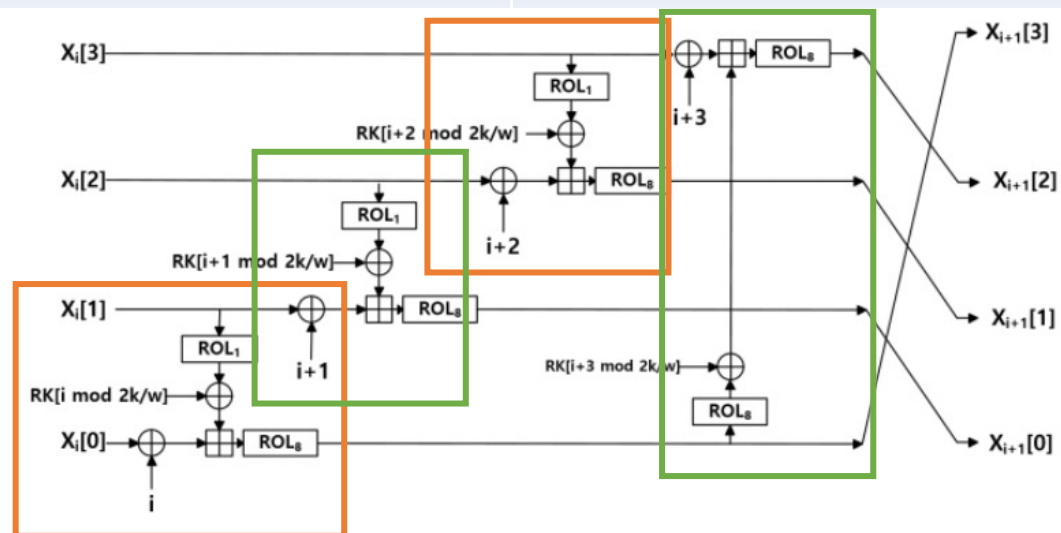 Xᵢ[3]
ROL₈
Xᵢ₊₁[3]
ROL₁
i+3
RK[i+2 mod 2k/w]
Xᵢ[2]
ROL₈
Xᵢ₊₁[2]
ROL₁
i+2
RK[i+1 mod 2k/w]
Xᵢ[1]
ROL₈
Xᵢ₊₁[1]
ROL₁
i+1
RK[i+3 mod 2k/w]
RK[i mod 2k/w]
ROL₈
Xᵢ[0]
ROL₈
Xᵢ₊₁[0]
i